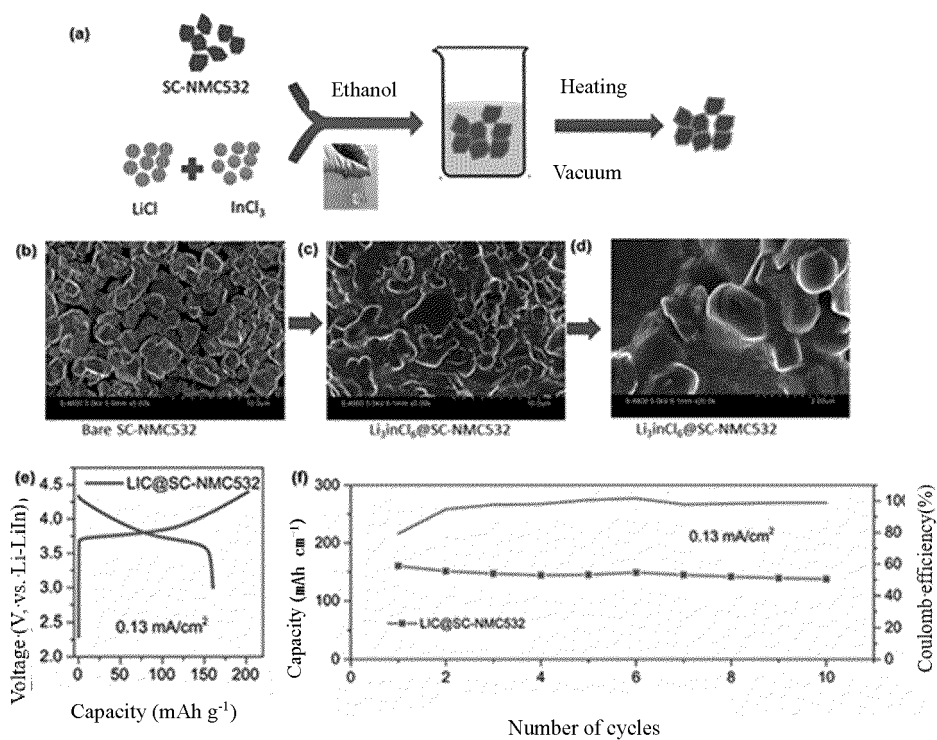 (a)
SC-NMC532
Ethanol
Heating
Vacuum
LiCl
InCl₃
(b)
(c)
(d)
Bare SC-NMC532
Li₃InCl₆@SC-NMC532
Li₃InCl₆@SC-NMC532
(e)
LIC@SC-NMC532
4.5
4.0
3.5
3.0
2.5
2.0
0.13 mA/cm²
0 50 100 150 200
Voltage·(V, vs.·Li-LiIn)
Capacity (mAh g⁻¹)
(f)
300
250
200
150
100
50
0
Capacity (mAh cm⁻¹)
0.13 mA/cm²
LIC@SC-NMC532
0 2 4 6 8 10
100
80
60
40
20
0
Coulomb·efficiency(%)
Number of cycles